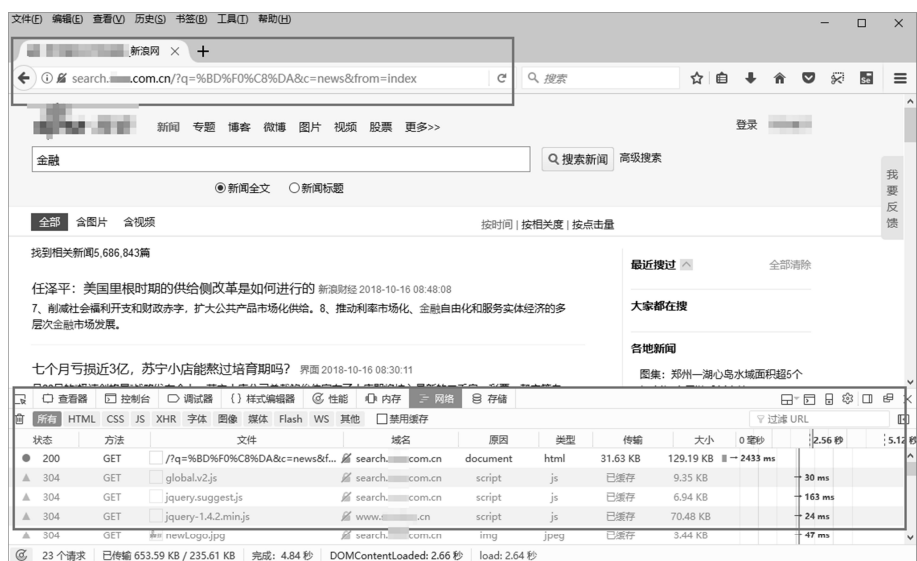 文件(F) 编辑(E) 查看(V) 历史(S) 书签(B) 工具(T) 帮助(H)
新浪网
search. .com.cn/?q=%BD%F0%C8%DA&c=news&from=index 搜索
新闻 专题 博客 微博 图片 视频 股票 更多>> 登录
金融 搜索新闻 高级搜索
新闻全文 新闻标题
我要反馈
全部 含图片 含视频 按时间 | 按相关度 | 按点击量
找到相关新闻5,686,843篇
最近搜过 全部清除
任泽平：美国里根时期的供给侧改革是如何进行的 新浪财经 2018-10-16 08:48:08
7、削减社会福利开支和财政赤字，扩大公共产品市场化供给。8、推动利率市场化、金融自由化和服务实体经济的多
层次金融市场发展。
大家都在搜
各地新闻
七个月亏损近3亿，苏宁小店能熬过培育期吗？ 界面 2018-10-16 08:30:11
图集：郑州一湖心岛水域面积超5个
查看器 控制台 调试器 {} 样式编辑器 性能 内存 网络 存储
所有 HTML CSS JS XHR 字体 图像 媒体 Flash WS 其他 禁用缓存 过滤 URL
状态 方法 文件 域名 原因 类型 传输 大小 0 毫秒 2.56 秒 5.12 秒
200 GET /?q=%BD%F0%C8%DA&c=news&f... search. com.cn document html 31.63 KB 129.19 KB → 2433 ms
304 GET global.v2.js search. com.cn script js 已缓存 9.35 KB → 30 ms
304 GET jquery.suggest.js search. com.cn script js 已缓存 6.94 KB → 163 ms
304 GET jquery-1.4.2.min.js www. .cn script js 已缓存 70.48 KB → 24 ms
304 GET newLogo.jpg search. com.cn img jpeg 已缓存 3.44 KB → 47 ms
23 个请求 已传输 653.59 KB / 235.61 KB 完成：4.84 秒 DOMContentLoaded: 2.66 秒 load: 2.64 秒